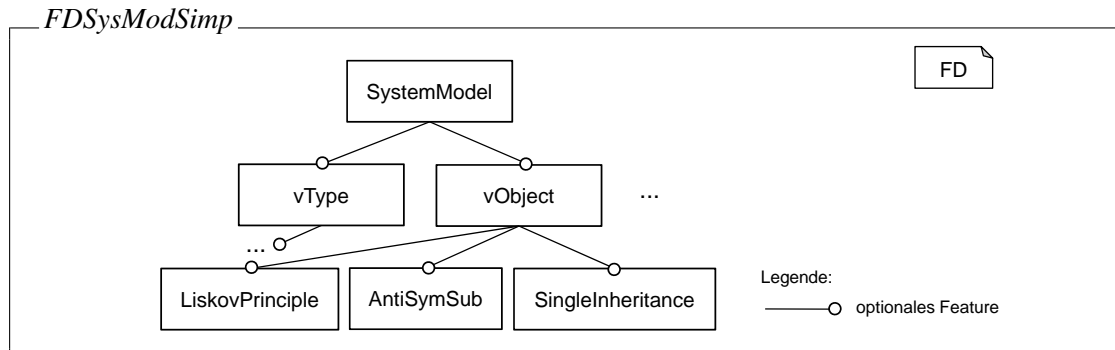 FDSysModSimp
FD
SystemModel
vType
vObject
...
...
LiskovPrinciple
AntiSymSub
SingleInheritance
Legende:
optionales Feature